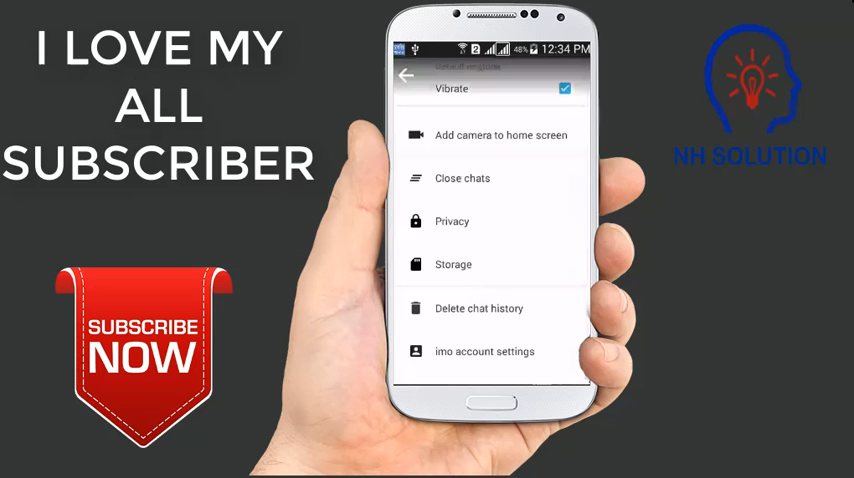 I LOVE MY
ALL
SUBSCRIBER
SUBSCRIBE
NOW
2 48% 12:34 PM
Vibrate
Add camera to home screen
Close chats
Privacy
Storage
Delete chat history
imo account settings
NH SOLUTION